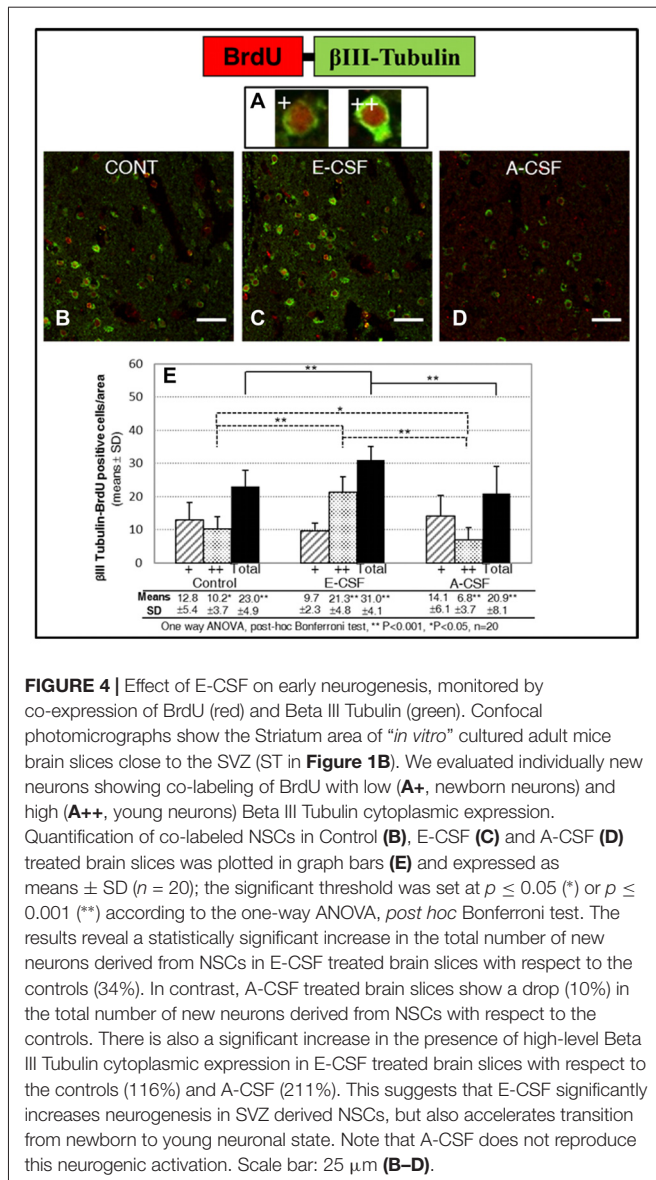 BrdU βIII-Tubulin
A + ++
CONT E-CSF A-CSF
B C D
E
βIII Tubulin-BrdU positive cells/area
(means ± SD)
60
50
40
30
20
10
0
** **
*
** **
+ ++ Total + ++ Total + ++ Total
Control E-CSF A-CSF
Means 12.8 10.2* 23.0** 9.7 21.3** 31.0** 14.1 6.8** 20.9**
SD ±5.4 ±3.7 ±4.9 ±2.3 ±4.8 ±4.1 ±6.1 ±3.7 ±8.1
One way ANOVA, post-hoc Bonferroni test, ** P<0.001, *P<0.05, n=20
FIGURE 4 | Effect of E-CSF on early neurogenesis, monitored by
co-expression of BrdU (red) and Beta III Tubulin (green). Confocal
photomicrographs show the Striatum area of “in vitro” cultured adult mice
brain slices close to the SVZ (ST in Figure 1B). We evaluated individually new
neurons showing co-labeling of BrdU with low (A+, newborn neurons) and
high (A++, young neurons) Beta III Tubulin cytoplasmic expression.
Quantification of co-labeled NSCs in Control (B), E-CSF (C) and A-CSF (D)
treated brain slices was plotted in graph bars (E) and expressed as
means ± SD (n = 20); the significant threshold was set at p ≤ 0.05 (*) or p ≤
0.001 (**) according to the one-way ANOVA, post hoc Bonferroni test. The
results reveal a statistically significant increase in the total number of new
neurons derived from NSCs in E-CSF treated brain slices with respect to the
controls (34%). In contrast, A-CSF treated brain slices show a drop (10%) in
the total number of new neurons derived from NSCs with respect to the
controls. There is also a significant increase in the presence of high-level Beta
III Tubulin cytoplasmic expression in E-CSF treated brain slices with respect to
the controls (116%) and A-CSF (211%). This suggests that E-CSF significantly
increases neurogenesis in SVZ derived NSCs, but also accelerates transition
from newborn to young neuronal state. Note that A-CSF does not reproduce
this neurogenic activation. Scale bar: 25 μm (B–D).